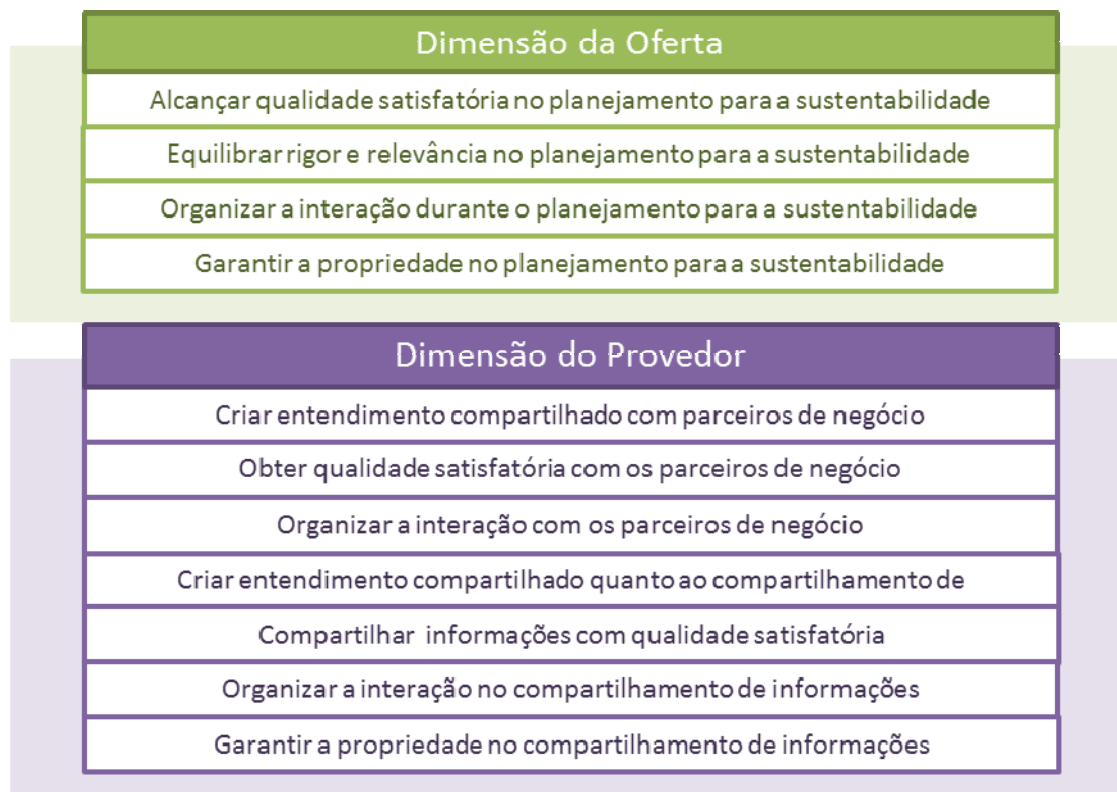 Dimensão da Oferta
Alcançar qualidade satisfatória no planejamento para a sustentabilidade
Equilibrar rigor e relevância no planejamento para a sustentabilidade
Organizar a interação durante o planejamento para a sustentabilidade
Garantir a propriedade no planejamento para a sustentabilidade
Dimensão do Provedor
Criar entendimento compartilhado com parceiros de negócio
Obter qualidade satisfatória com os parceiros de negócio
Organizar a interação com os parceiros de negócio
Criar entendimento compartilhado quanto ao compartilhamento de
Compartilhar informações com qualidade satisfatória
Organizar a interação no compartilhamento de informações
Garantir a propriedade no compartilhamento de informações